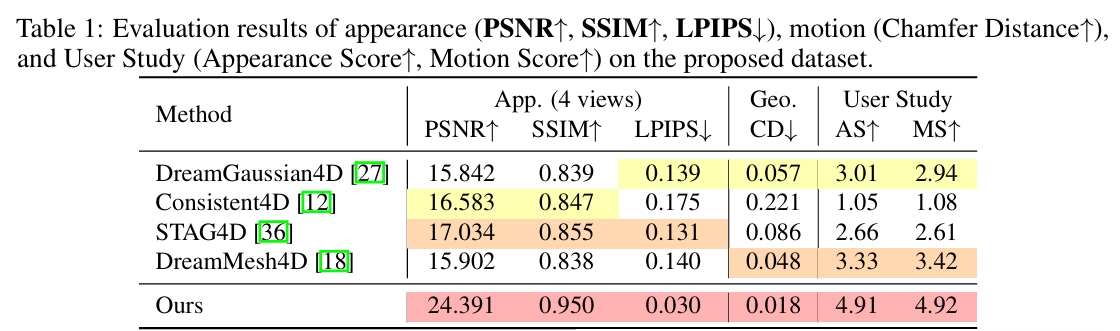 Table 1: Evaluation results of appearance (PSNR↑, SSIM↑, LPIPS↓), motion (Chamfer Distance↑),
and User Study (Appearance Score↑, Motion Score↑) on the proposed dataset.
Method App. (4 views) Geo. User Study
PSNR↑ SSIM↑ LPIPS↓ CD↓ AS↑ MS↑
DreamGaussian4D [27] 15.842 0.839 0.139 0.057 3.01 2.94
Consistent4D [12] 16.583 0.847 0.175 0.221 1.05 1.08
STAG4D [36] 17.034 0.855 0.131 0.086 2.66 2.61
DreamMesh4D [18] 15.902 0.838 0.140 0.048 3.33 3.42
Ours 24.391 0.950 0.030 0.018 4.91 4.92